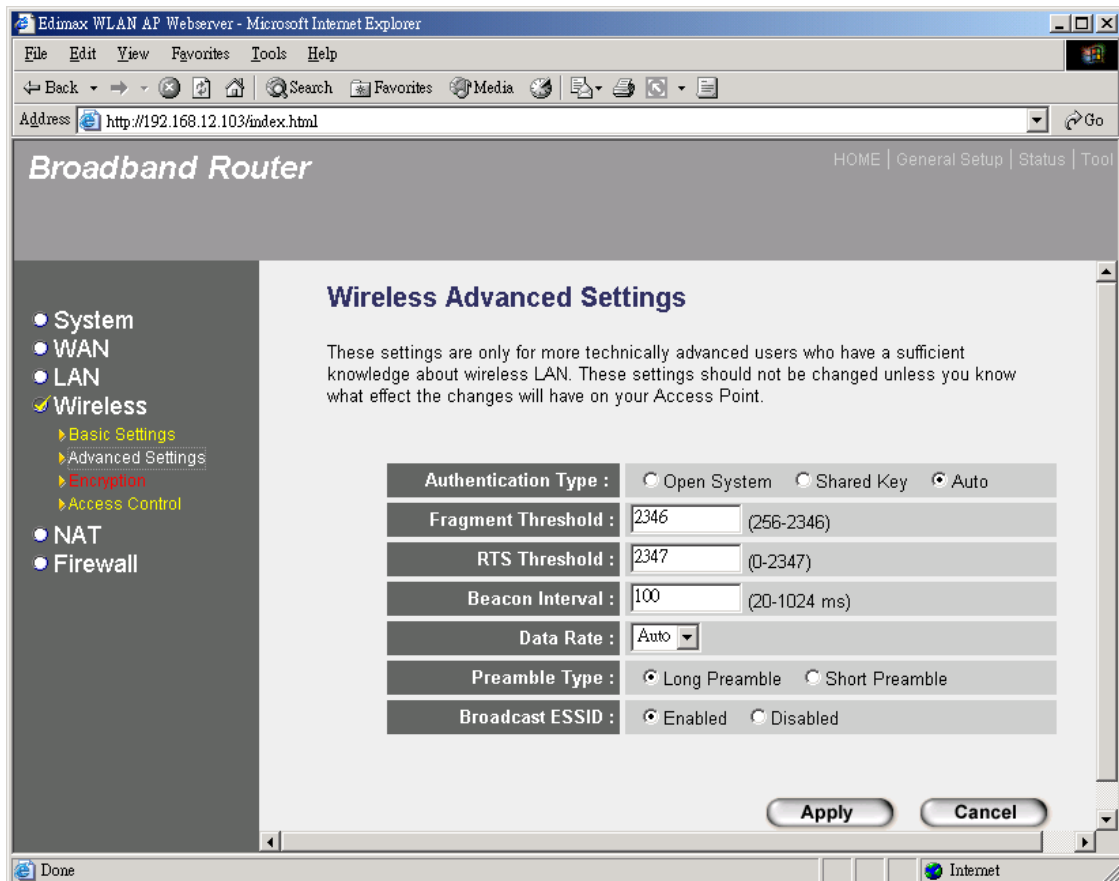 Edimax WLAN AP Webserver - Microsoft Internet Explorer
File Edit View Favorites Tools Help
Back Search Favorites Media
Address http://192.168.12.103/index.html Go
Broadband Router
HOME | General Setup | Status | Tool
System
WAN
LAN
Wireless
Basic Settings
Advanced Settings
Encryption
Access Control
NAT
Firewall
Wireless Advanced Settings
These settings are only for more technically advanced users who have a sufficient
knowledge about wireless LAN. These settings should not be changed unless you know
what effect the changes will have on your Access Point.
Authentication Type : Open System Shared Key Auto
Fragment Threshold : 2346 (256-2346)
RTS Threshold : 2347 (0-2347)
Beacon Interval : 100 (20-1024 ms)
Data Rate : Auto
Preamble Type : Long Preamble Short Preamble
Broadcast ESSID : Enabled Disabled
Apply Cancel
Done Internet